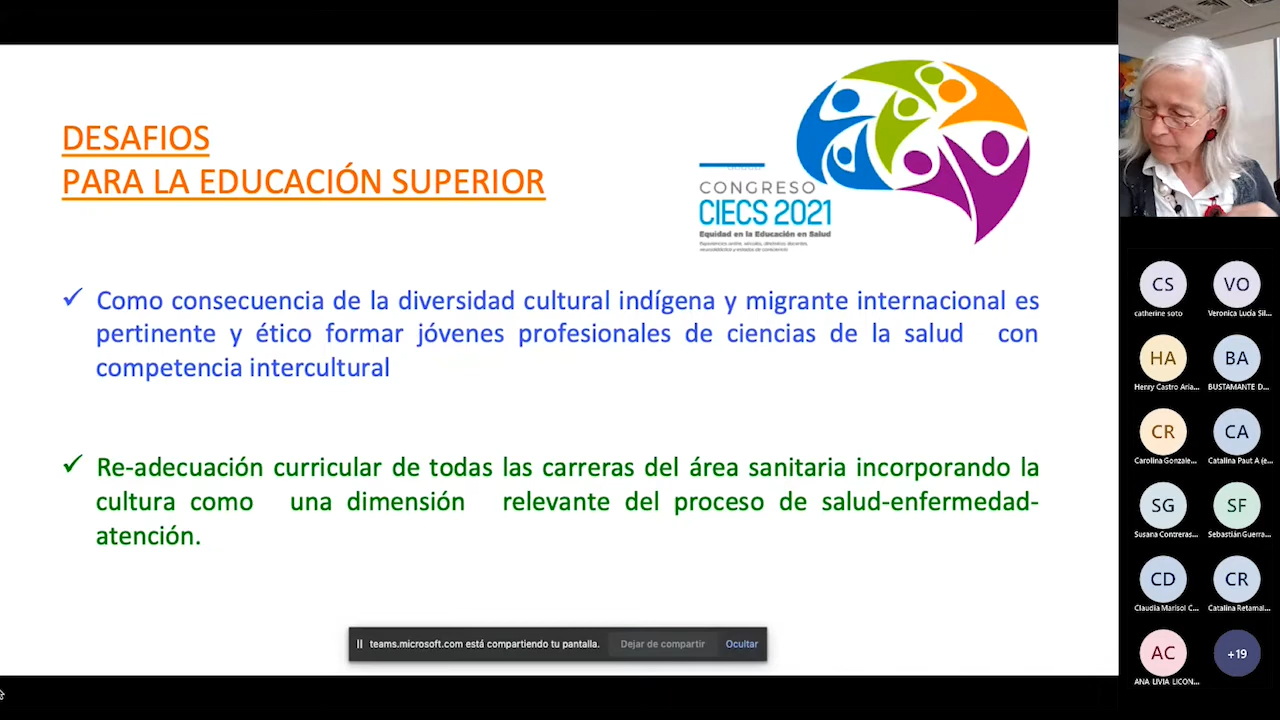 DESAFIOS
PARA LA EDUCACIÓN SUPERIOR
CONGRESO
CIECS 2021
Equidad en la Educación en Salud
✓ Como consecuencia de la diversidad cultural indígena y migrante internacional es
pertinente y ético formar jóvenes profesionales de ciencias de la salud con
competencia intercultural
✓ Re-adecuación curricular de todas las carreras del área sanitaria incorporando la
cultura como una dimensión relevante del proceso de salud-enfermedad-
atención.
teams.microsoft.com está compartiendo tu pantalla. Dejar de compartir Ocultar
CS VO
catherine soto Veronica Lucía Sil...
HA BA
Henry Castro Aria... BUSTAMANTE D...
CR CA
Carolina Gonzale... Catalina Paut A (e...
SG SF
Susana Contreras... Sebastián Guerra...
CD CR
Claudia Marisol C... Catalina Retamal...
AC +19
ANA LIVIA LICON...